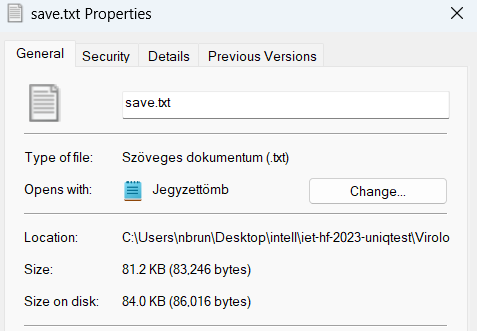 save.txt Properties
General Security Details Previous Versions
save.txt
Type of file: Szöveges dokumentum (.txt)
Opens with: Jegyzettömb Change...
Location: C:\Users\nbrun\Desktop\intell\iet-hf-2023-uniqtest\Virolo
Size: 81.2 KB (83,246 bytes)
Size on disk: 84.0 KB (86,016 bytes)